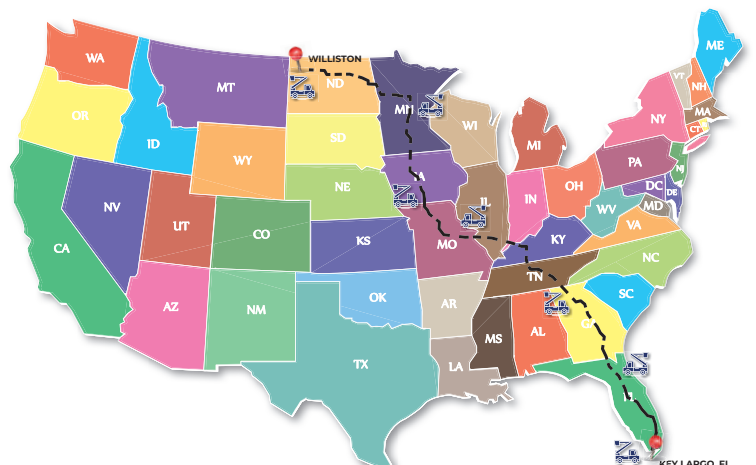 ME
WILLISTON
WA
MT
ND
MN
VT
NH
OR
ID
WI
NY
MA
CT
SD
MI
WY
PA
IA
NE
NJ
NV
UT
IL
IN
OH
DC
DE
CO
WV
MD
CA
KS
MO
KY
VA
NC
TN
AZ
NM
OK
AR
SC
MS
AL
TX
LA
KEY LARGO, FL